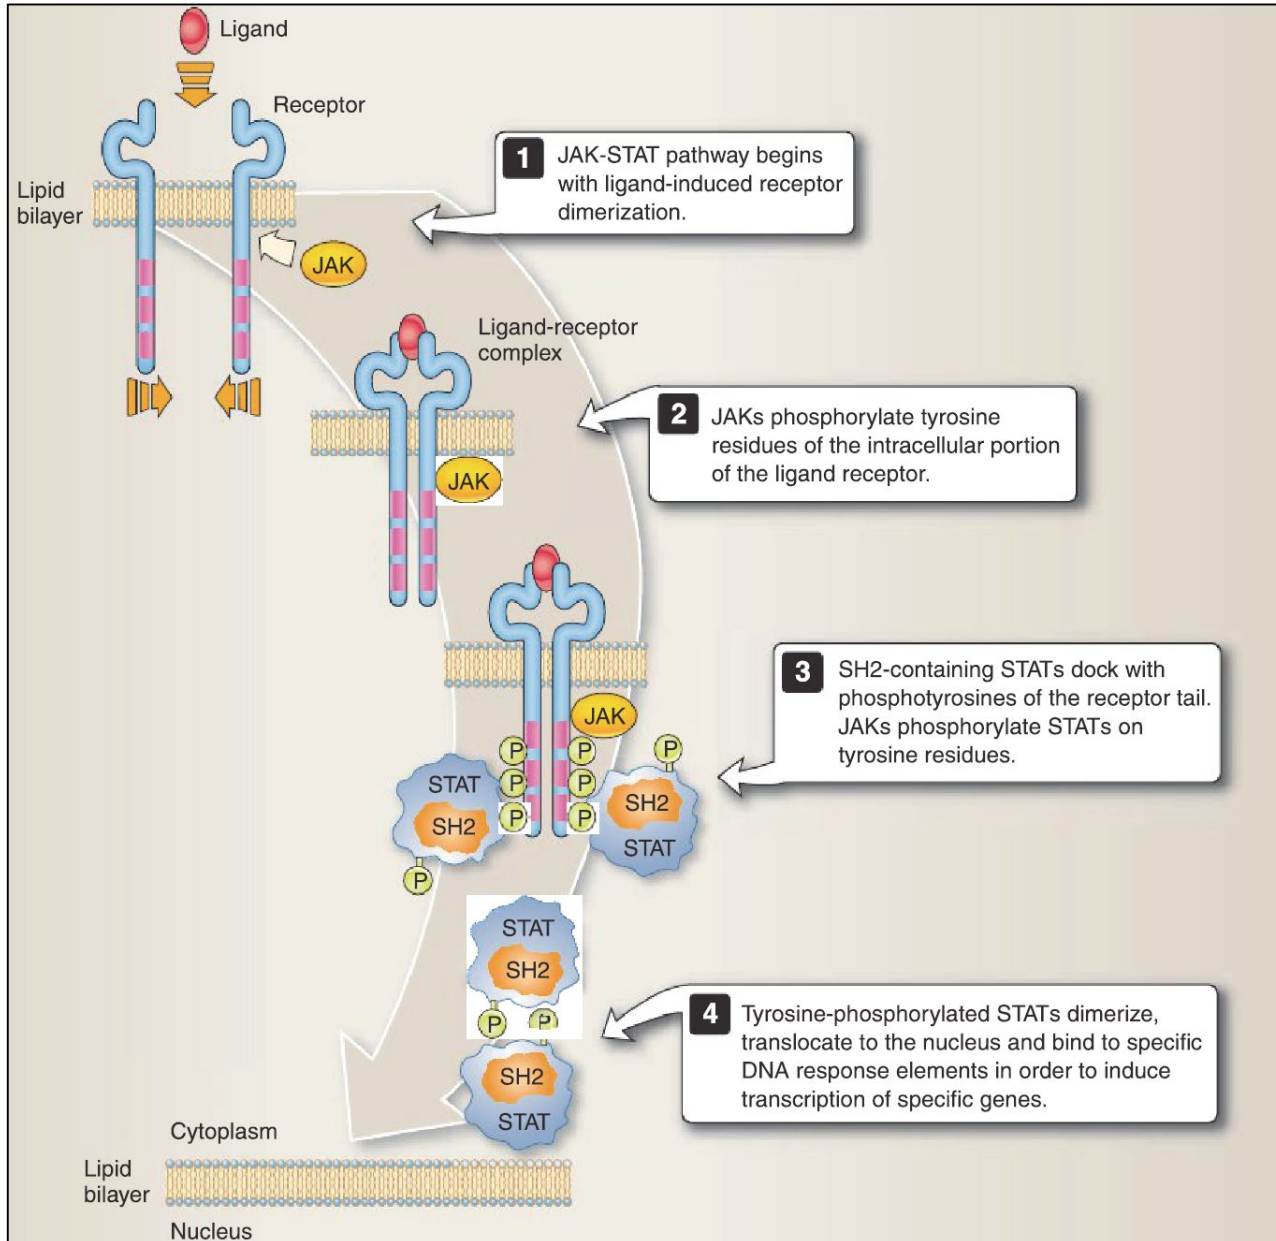 Ligand
Receptor
Lipid
bilayer
JAK
1 JAK-STAT pathway begins
with ligand-induced receptor
dimerization.
Ligand-receptor
complex
JAK
2 JAKs phosphorylate tyrosine
residues of the intracellular portion
of the ligand receptor.
JAK
P
P
P
P
P
P
P
STAT
SH2
P
SH2
STAT
3 SH2-containing STATs dock with
phosphotyrosines of the receptor tail.
JAKs phosphorylate STATs on
tyrosine residues.
STAT
SH2
P
P
SH2
STAT
4 Tyrosine-phosphorylated STATs dimerize,
translocate to the nucleus and bind to specific
DNA response elements in order to induce
transcription of specific genes.
Cytoplasm
Lipid
bilayer
Nucleus